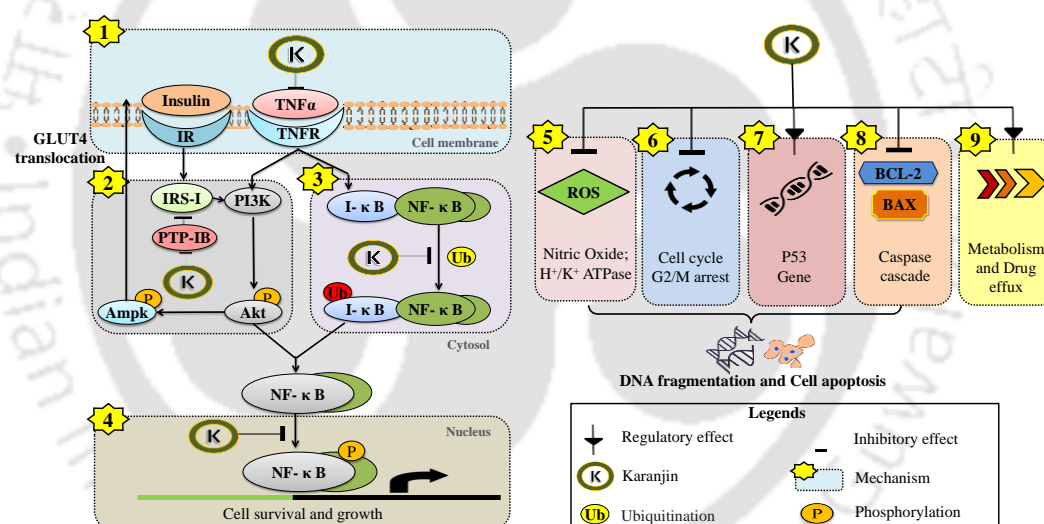 1
K
Insulin
TNFα
IR
TNFR
Cell membrane
GLUT4
translocation
2
IRS-I
PI3K
PTP-IB
K
P
P
Ampk
Akt
3
I- κ B
NF- κ B
K
Ub
Ub
I- κ B
NF- κ B
Cytosol
NF- κ B
4
K
Nucleus
P
NF- κ B
Cell survival and growth
K
5
ROS
Nitric Oxide;
H⁺/K⁺ ATPase
6
Cell cycle
G2/M arrest
7
P53
Gene
8
BCL-2
BAX
Caspase
cascade
9
Metabolism
and Drug
effux
DNA fragmentation and Cell apoptosis
Legends
Regulatory effect
Inhibitory effect
K
Karanjin
Mechanism
Ub
Ubiquitination
P
Phosphorylation
Indian In